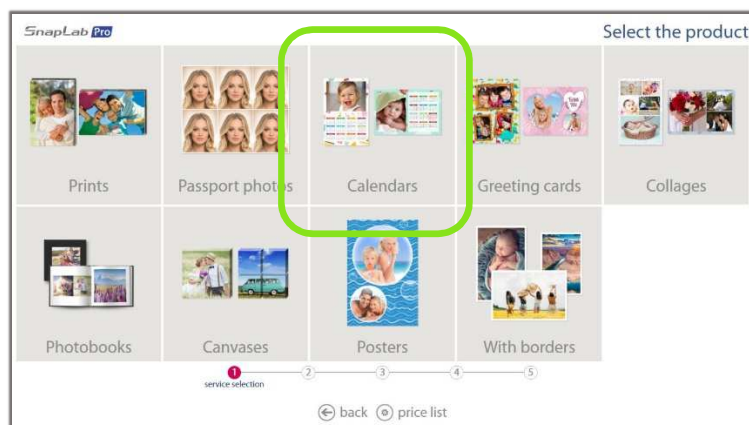 SnapLab Pro
Select the product
Prints
Passport photos
Calendars
Greeting cards
Collages
Photobooks
Canvases
Posters
With borders
1
2
3
4
5
service selection
back
price list